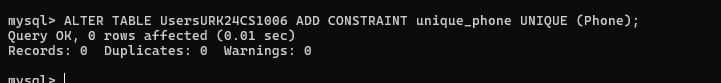 mysql> ALTER TABLE UsersURK24CS1006 ADD CONSTRAINT unique_phone UNIQUE (Phone);
Query OK, 0 rows affected (0.01 sec)
Records: 0  Duplicates: 0  Warnings: 0
mysql>